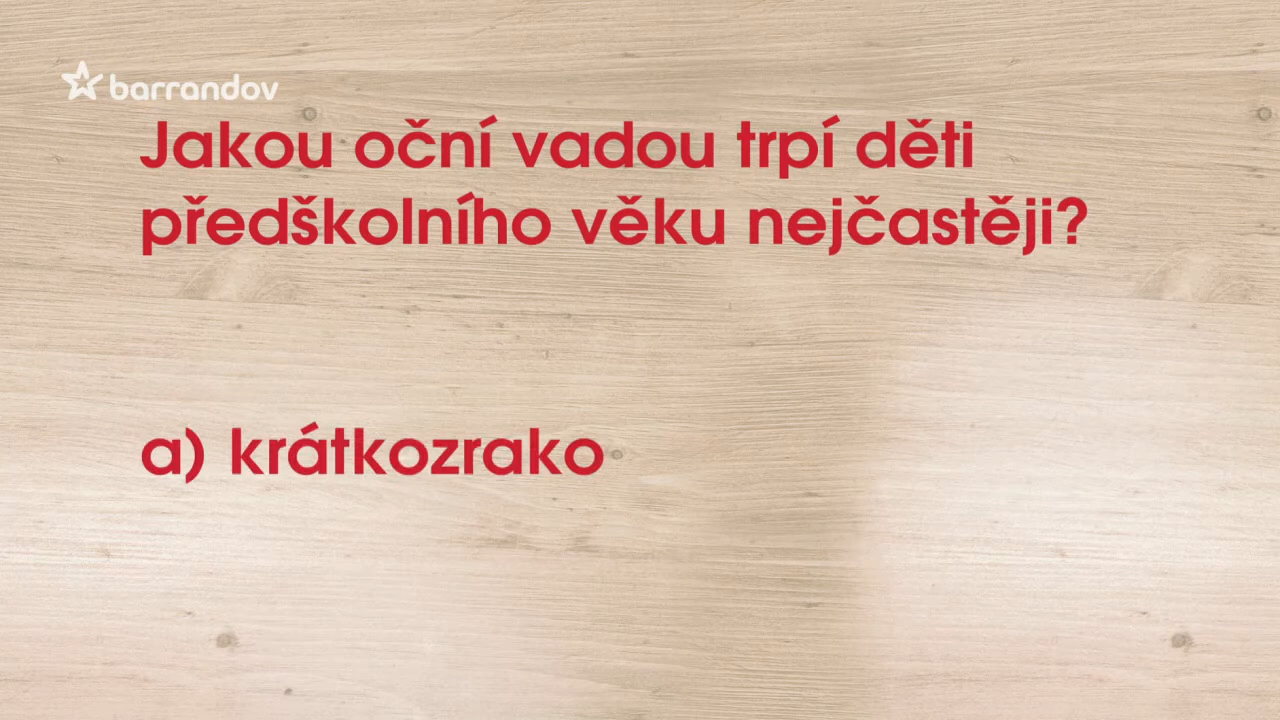 barrandov
Jakou oční vadou trpí děti
předškolního věku nejčastěji?
a) krátkozrako